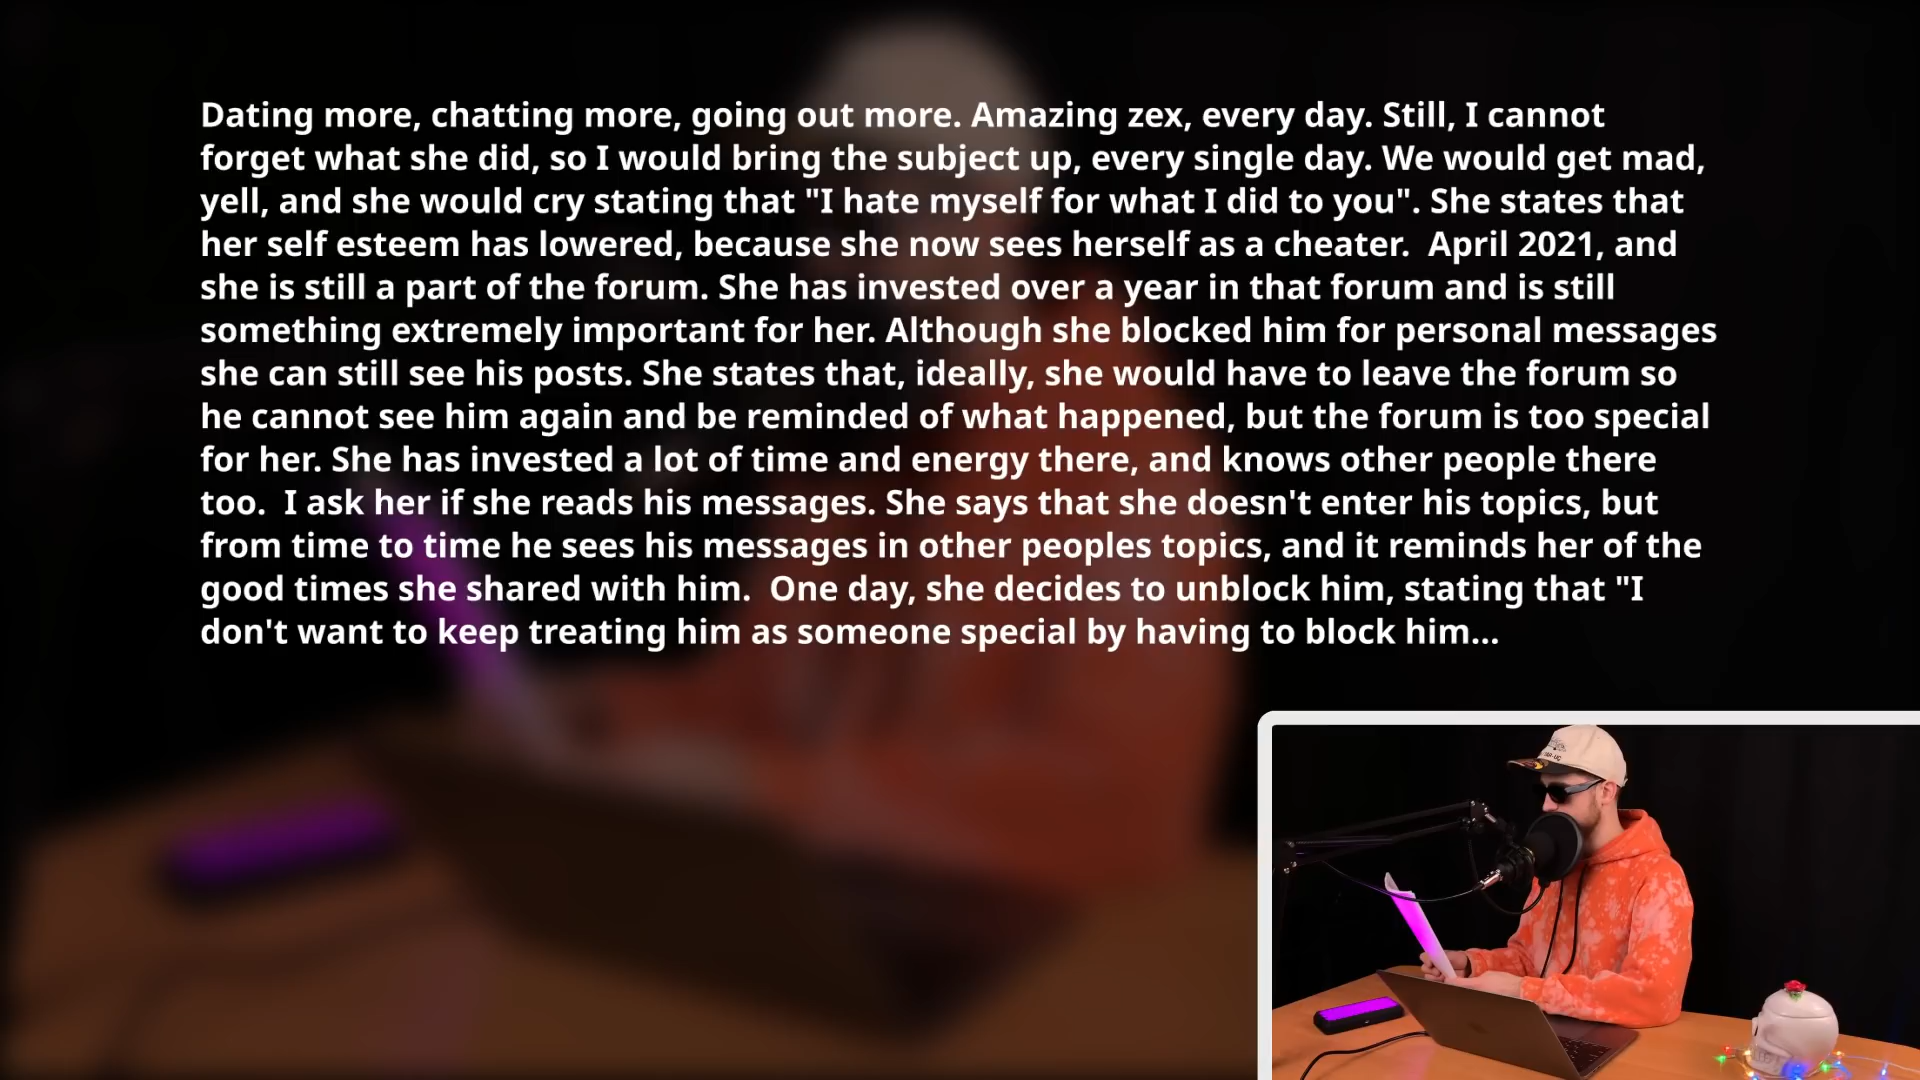 Dating more, chatting more, going out more. Amazing zex, every day. Still, I cannot
forget what she did, so I would bring the subject up, every single day. We would get mad,
yell, and she would cry stating that "I hate myself for what I did to you". She states that
her self esteem has lowered, because she now sees herself as a cheater.  April 2021, and
she is still a part of the forum. She has invested over a year in that forum and is still
something extremely important for her. Although she blocked him for personal messages
she can still see his posts. She states that, ideally, she would have to leave the forum so
he cannot see him again and be reminded of what happened, but the forum is too special
for her. She has invested a lot of time and energy there, and knows other people there
too.  I ask her if she reads his messages. She says that she doesn't enter his topics, but
from time to time he sees his messages in other peoples topics, and it reminds her of the
good times she shared with him.  One day, she decides to unblock him, stating that "I
don't want to keep treating him as someone special by having to block him...